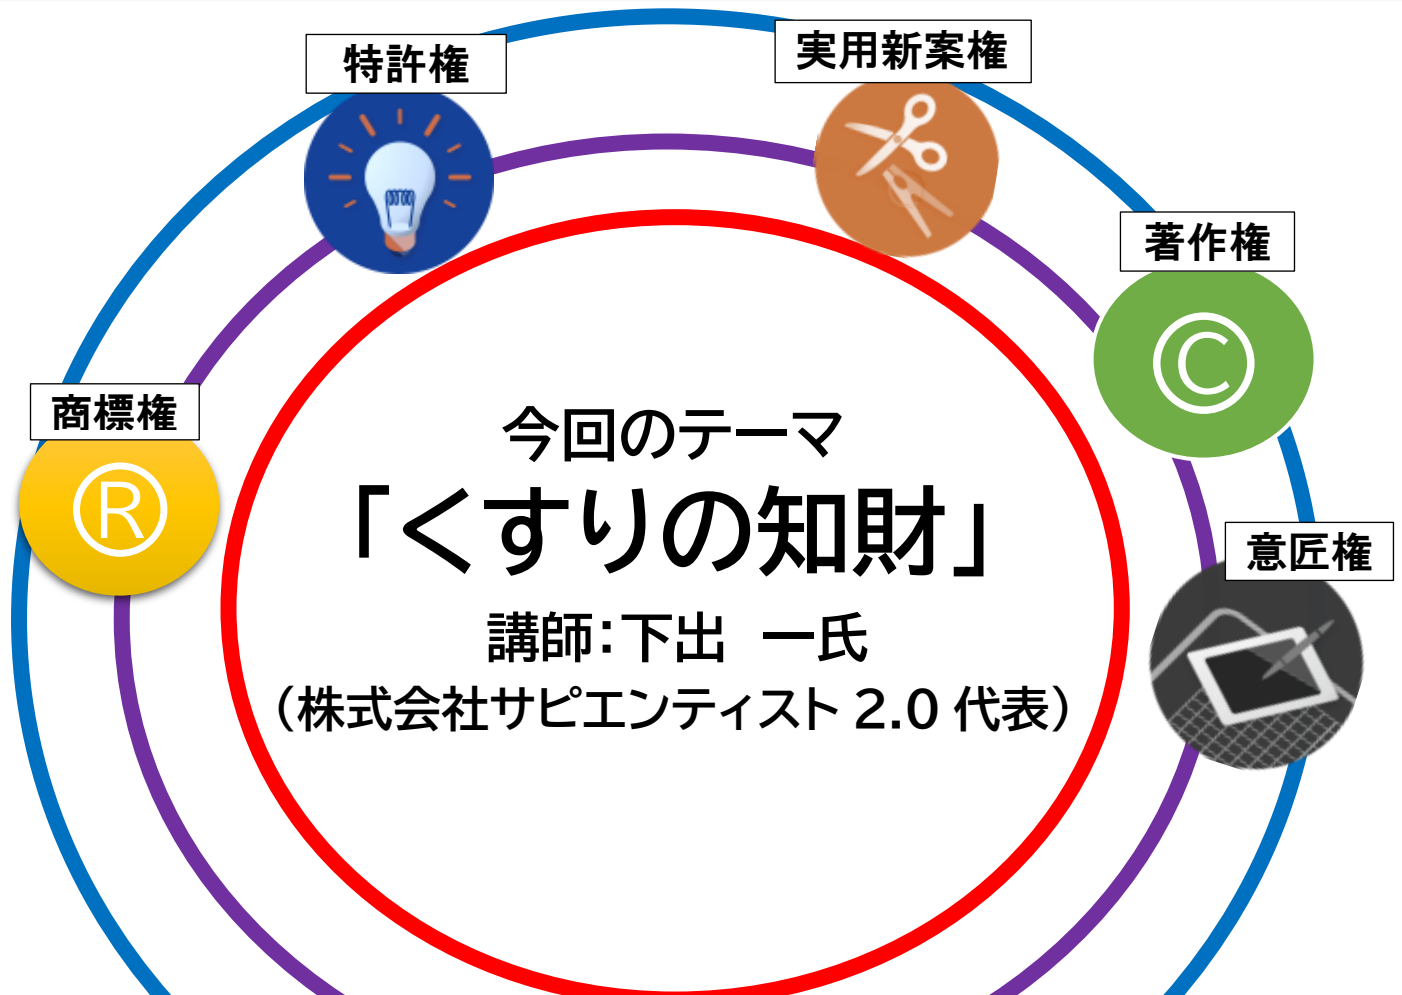 特許権
実用新案権
著作権
©
商標権
®
意匠権
今回のテーマ
「くすりの知財」
講師：下出　一氏
（株式会社サピエンティスト 2.0 代表）